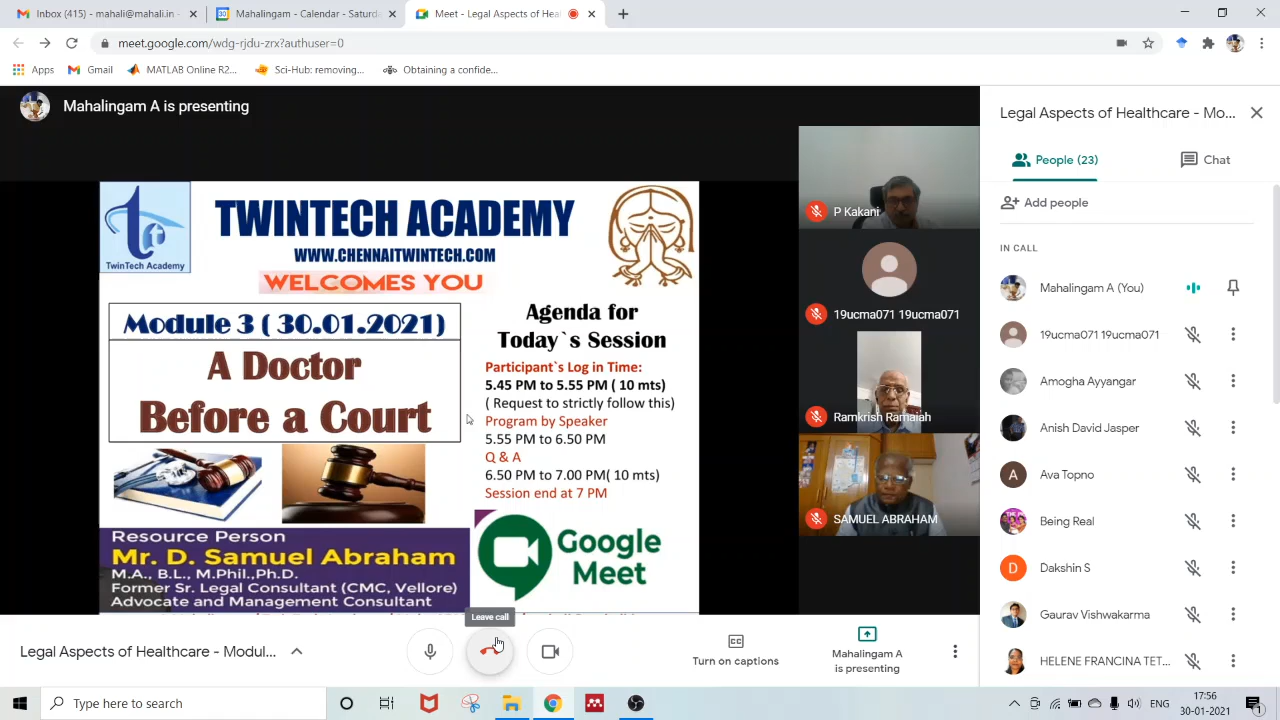 Inbox (415) - mahali.in@
Mahalingam - Calendar - Saturda
Meet - Legal Aspects of Hea
meet.google.com/wdg-rjdu-zrx?authuser=0
Apps
Gmail
MATLAB Online R2...
Sci-Hub: removing...
Obtaining a confide...
Mahalingam A is presenting
TwinTech Academy
TWINTECH ACADEMY
WWW.CHENNAITWINTECH.COM
WELCOMES YOU
Module 3 ( 30.01.2021)
A Doctor
Before a Court
Agenda for
Today`s Session
Participant`s Log in Time:
5.45 PM to 5.55 PM ( 10 mts)
( Request to strictly follow this)
Program by Speaker
5.55 PM to 6.50 PM
Q & A
6.50 PM to 7.00 PM( 10 mts)
Session end at 7 PM
Resource Person
Mr. D. Samuel Abraham
M.A., B.L., M.Phil.,Ph.D.
Former Sr. Legal Consultant (CMC, Vellore)
Advocate and Management Consultant
Google
Meet
P Kakani
19ucma071 19ucma071
Ramkrish Ramaiah
SAMUEL ABRAHAM
Legal Aspects of Healthcare - Mo...
People (23)
Chat
Add people
IN CALL
Mahalingam A (You)
19ucma071 19ucma071
Amogha Ayyangar
Anish David Jasper
A
Ava Topno
Being Real
D
Dakshin S
Gaurav Vishwakarma
HELENE FRANCINA TET...
Leave call
Legal Aspects of Healthcare - Modul...
Turn on captions
Mahalingam A
is presenting
Type here to search
ENG
17:56
30-01-2021
1